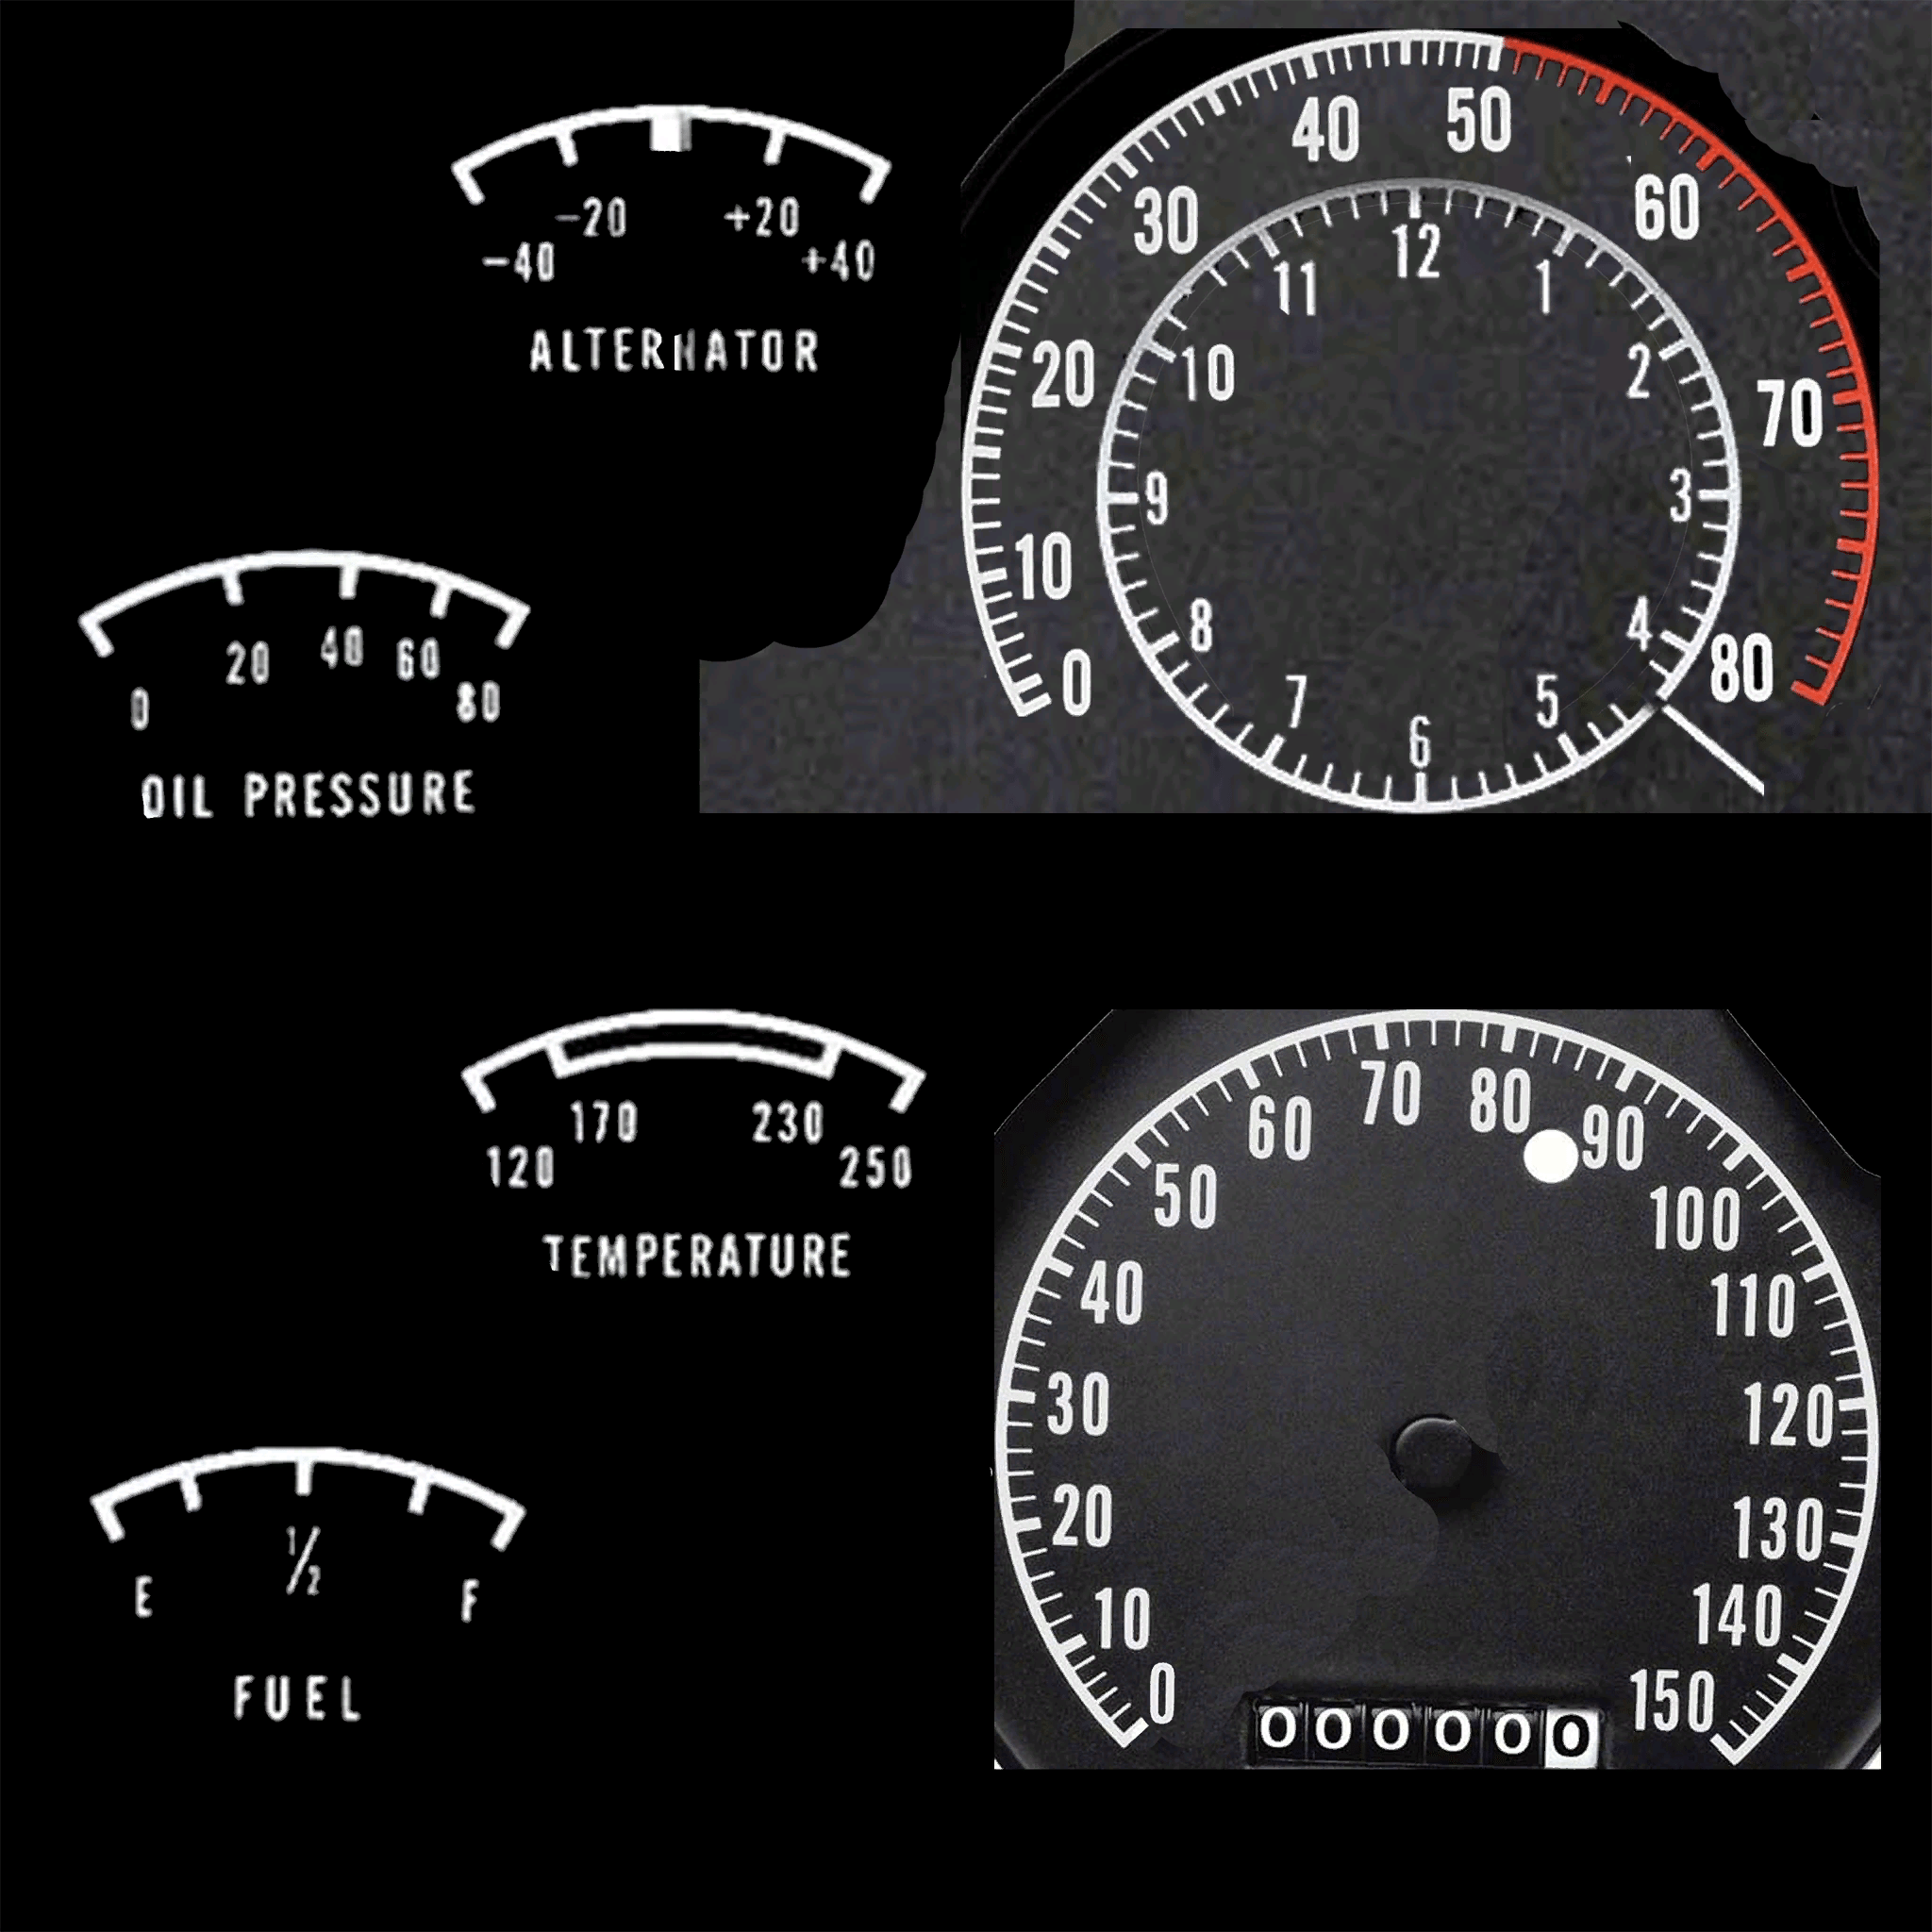 -20 +20
-40 +40
ALTERNATOR
20 40 60
0 80
OIL PRESSURE
0 10 20 30 40 50 60 70 80
12 1 2 3 4 5 6 7 8 9 10 11
170 230
120 250
TEMPERATURE
E 1/2 F
FUEL
0 10 20 30 40 50 60 70 80 90 100 110 120 130 140 150
000000